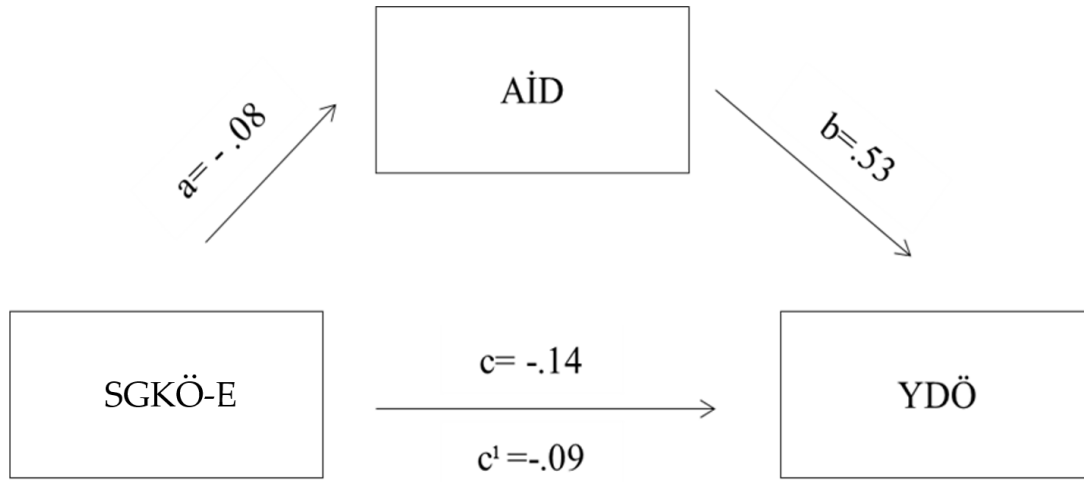 AİD
a= - .08
b=.53
SGKÖ-E
c= -.14
YDÖ
c¹ =-.09